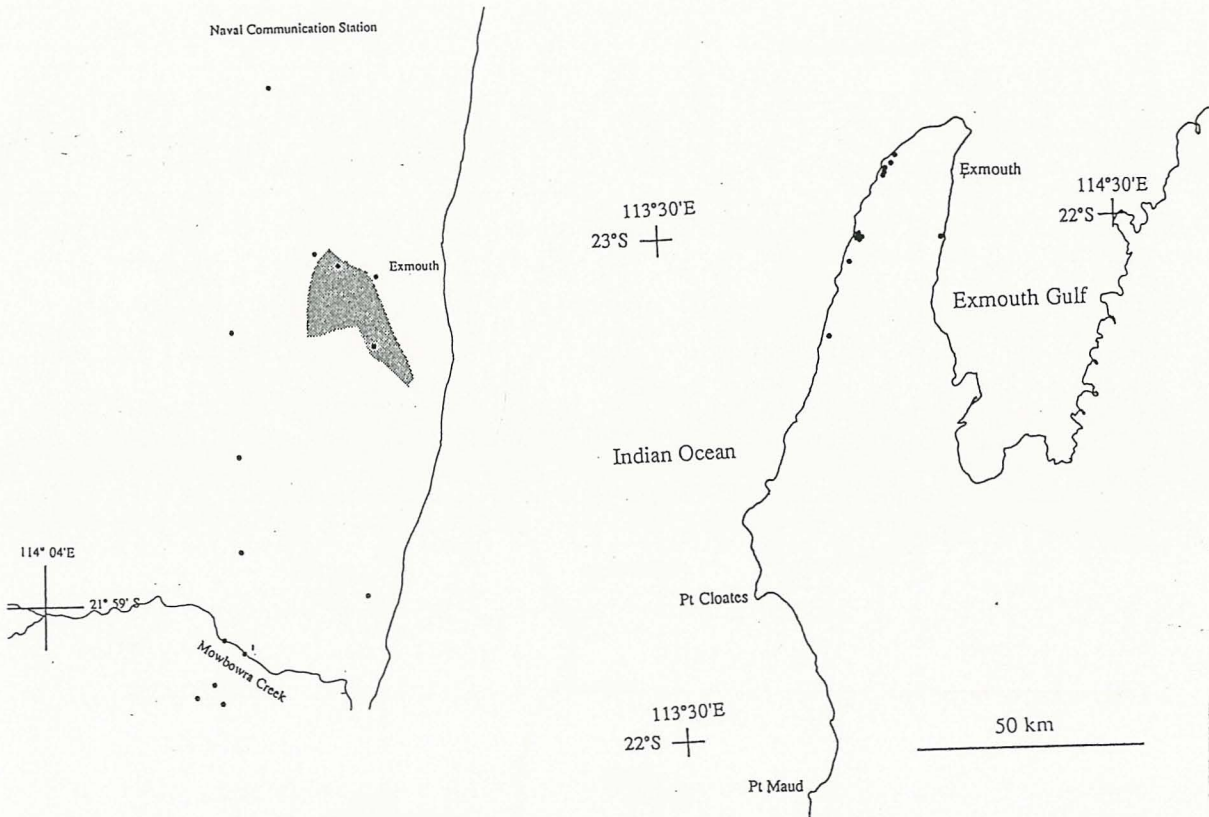 Naval Communication Station
Exmouth
114° 04'E
21° 59' S
Mowbowra Creek
Exmouth
113°30'E
23°S
114°30'E
22°S
Exmouth Gulf
Indian Ocean
Pt Cloates
113°30'E
22°S
50 km
Pt Maud